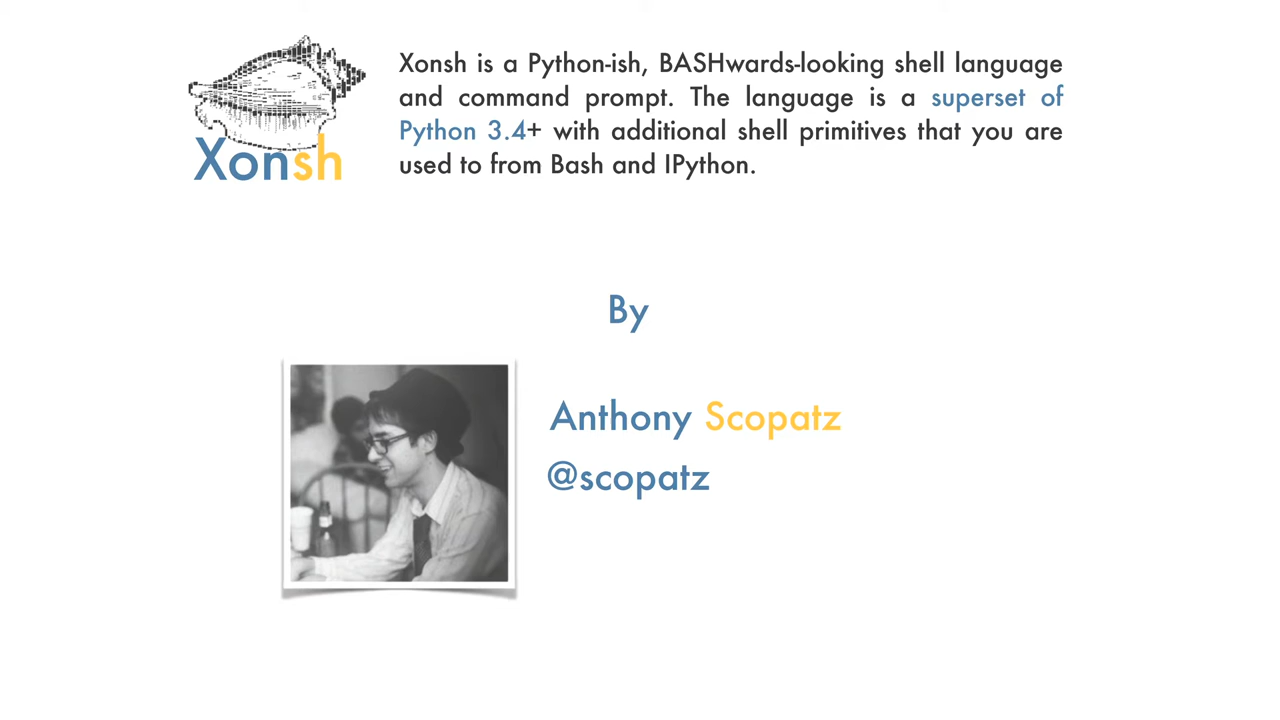 Xonsh
Xonsh is a Python-ish, BASHwards-looking shell language
and command prompt. The language is a superset of
Python 3.4+ with additional shell primitives that you are
used to from Bash and IPython.
By
Anthony Scopatz
@scopatz